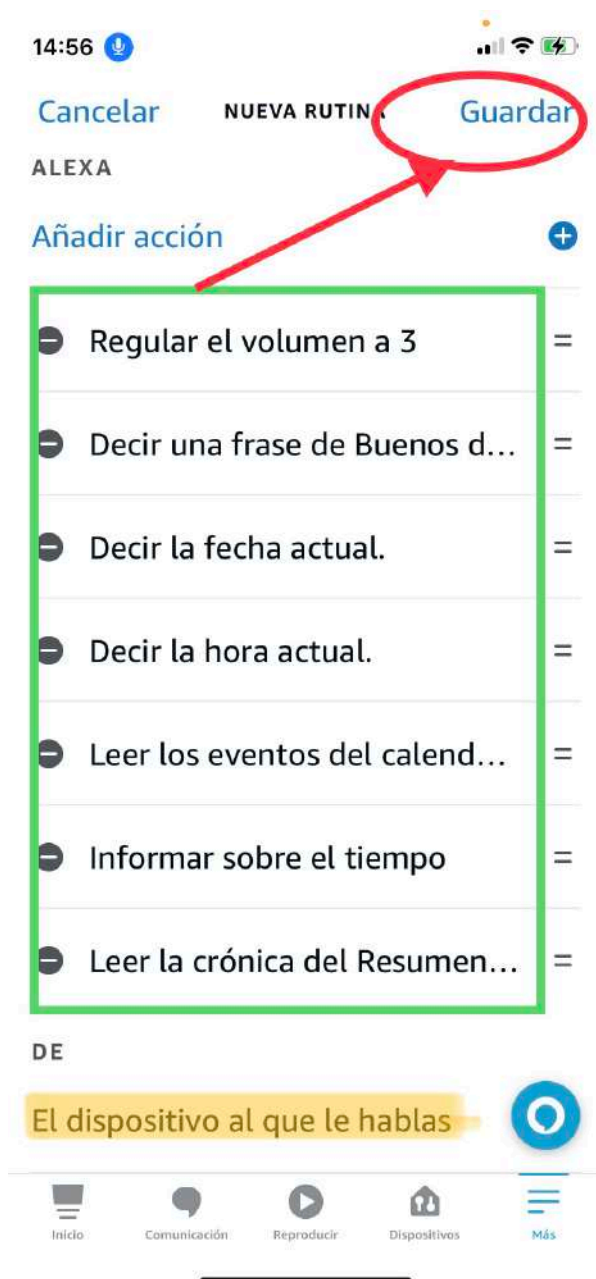 14:56
Cancelar NUEVA RUTINA Guardar
ALEXA
Añadir acción
Regular el volumen a 3
Decir una frase de Buenos d...
Decir la fecha actual.
Decir la hora actual.
Leer los eventos del calend...
Informar sobre el tiempo
Leer la crónica del Resumen...
DE
El dispositivo al que le hablas
Inicio Comunicación Reproducir Dispositivos Más